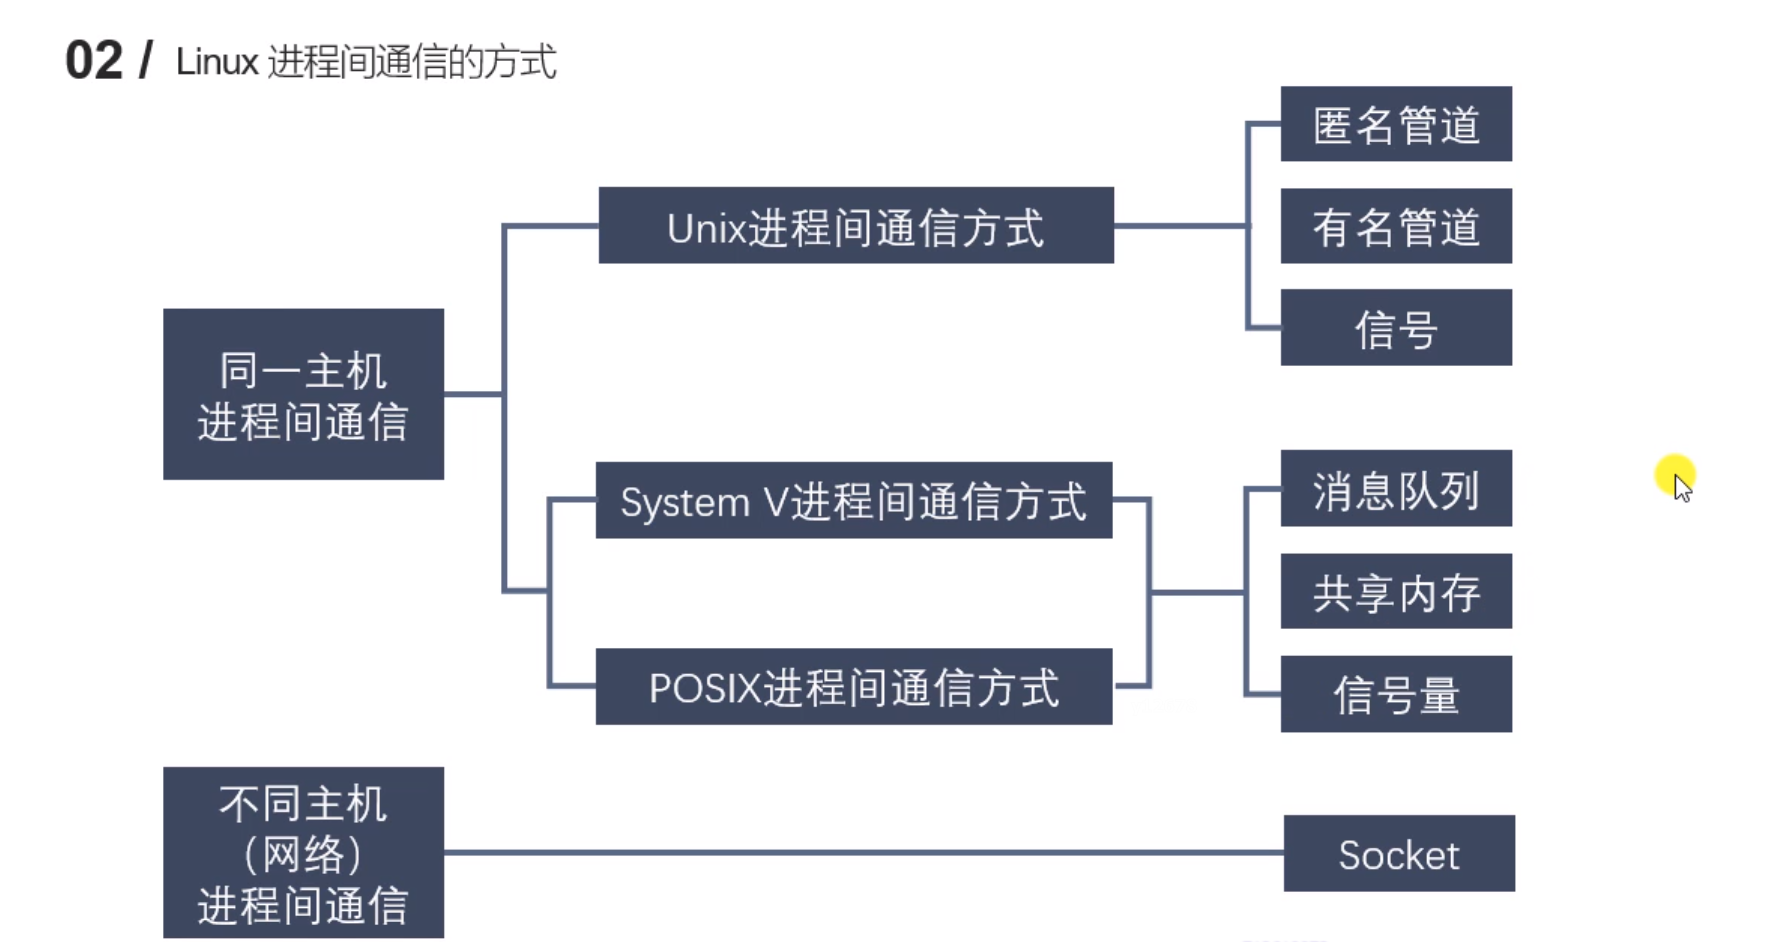 02 / Linux 进程间通信的方式
匿名管道
Unix进程间通信方式
有名管道
信号
同一主机
进程间通信
System V进程间通信方式
消息队列
共享内存
POSIX进程间通信方式
信号量
不同主机
（网络）
进程间通信
Socket